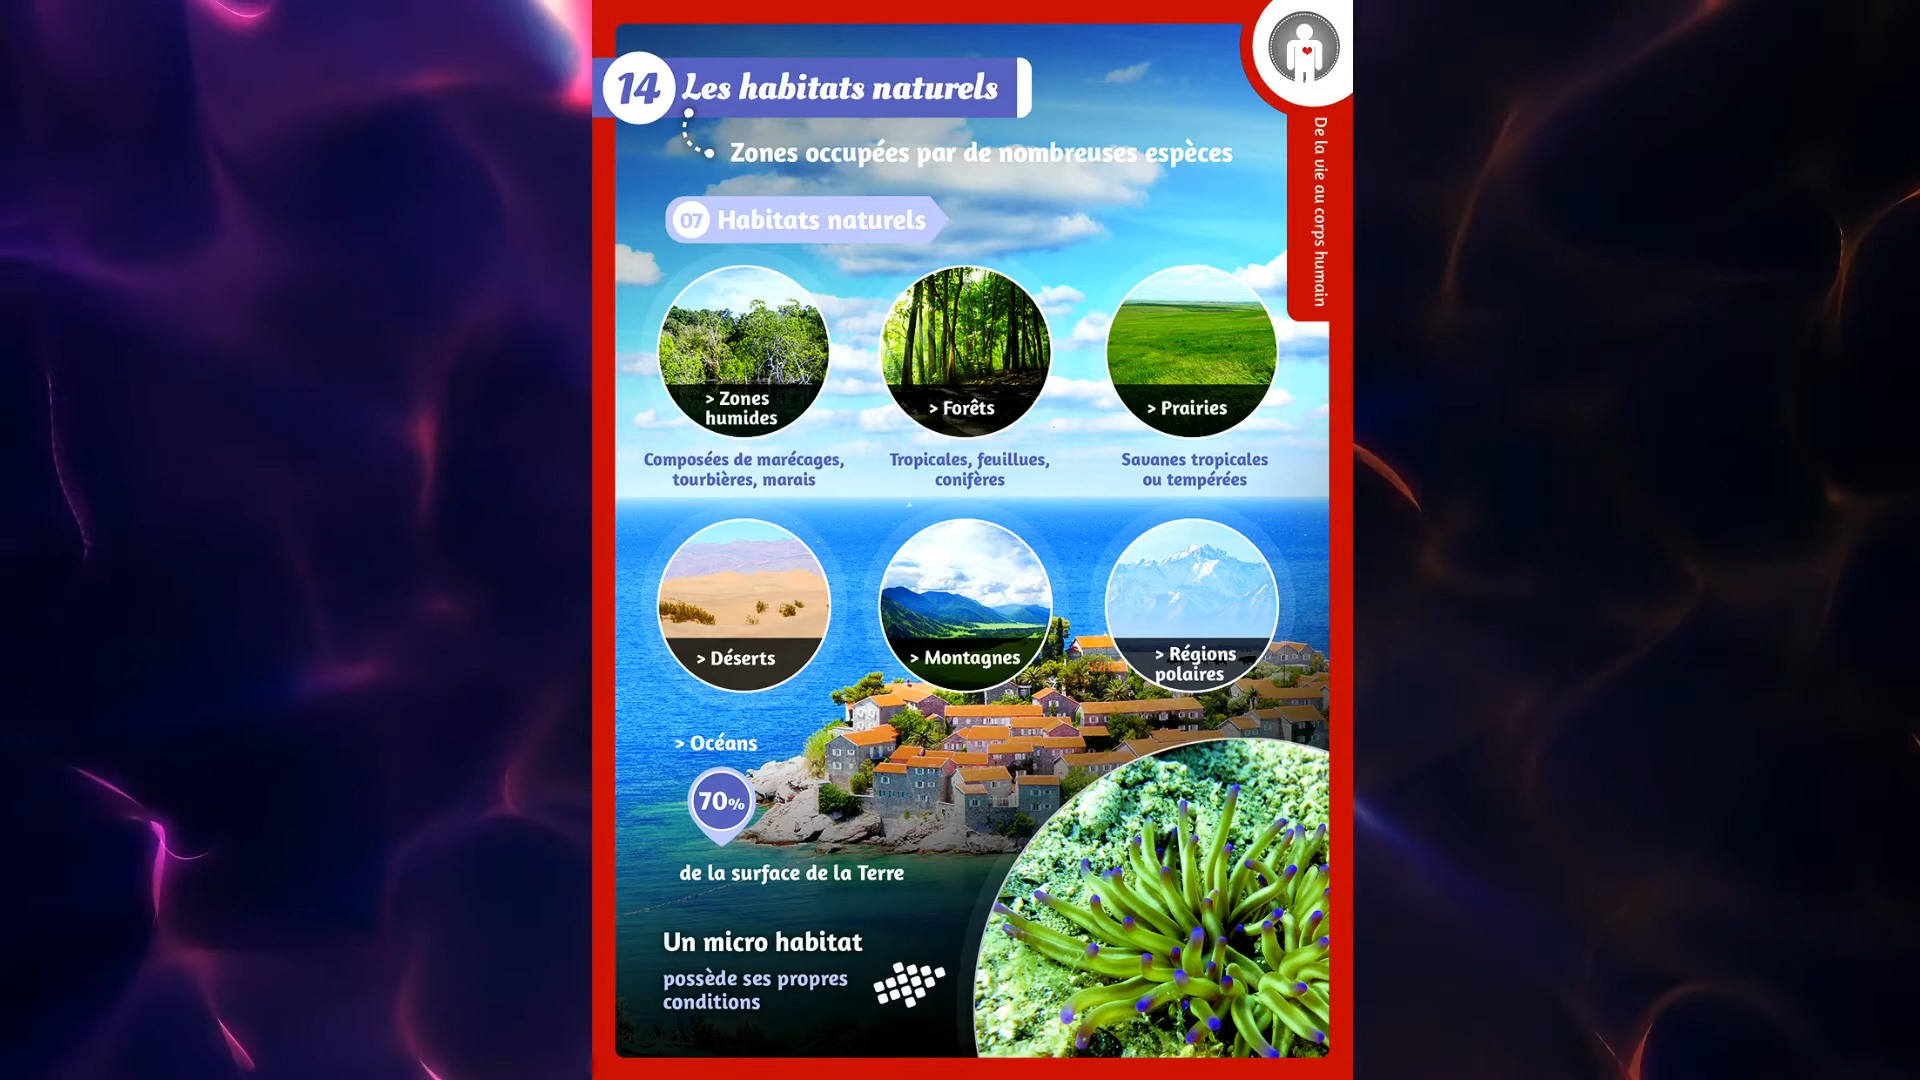 14 Les habitats naturels
Zones occupées par de nombreuses espèces
De la vie au corps humain
07 Habitats naturels
> Zones
humides
Composées de marécages,
tourbières, marais
> Forêts
Tropicales, feuillues,
conifères
> Prairies
Savanes tropicales
ou tempérées
> Déserts
> Montagnes
> Régions
polaires
> Océans
70%
de la surface de la Terre
Un micro habitat
possède ses propres
conditions